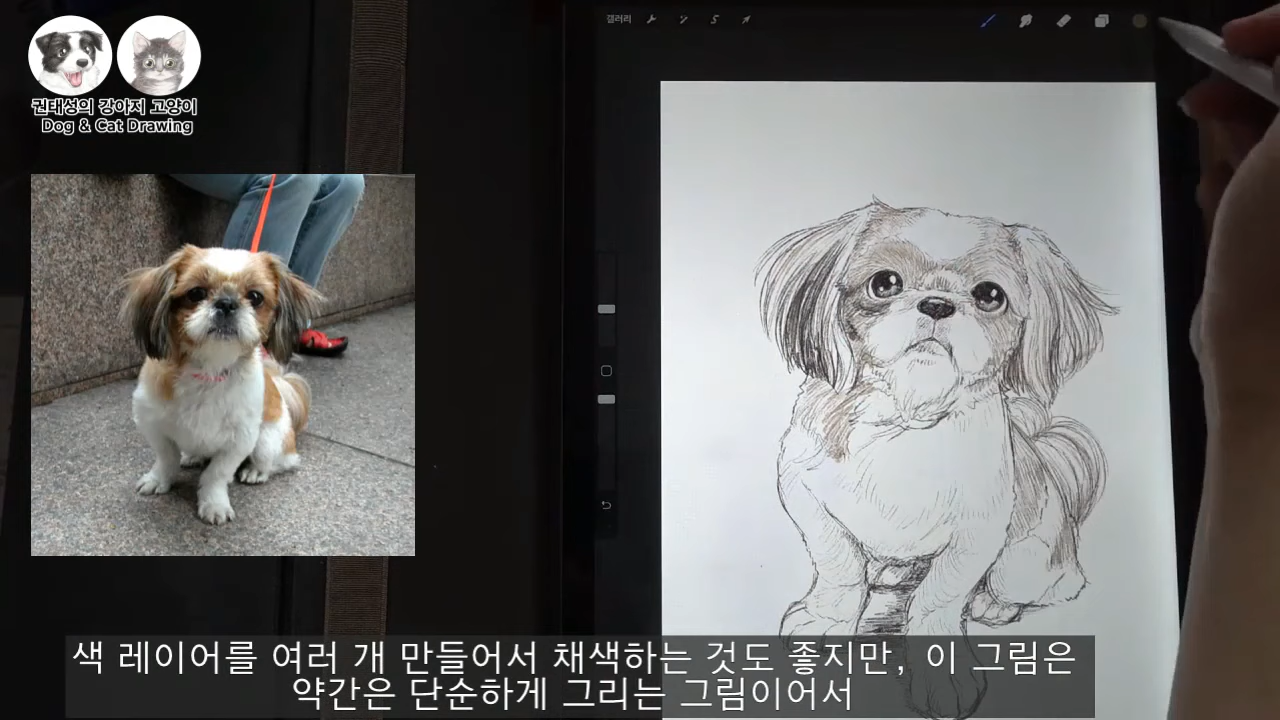 갤러리
권태성의 강아지 고양이
Dog & Cat Drawing
색 레이어를 여러 개 만들어서 채색하는 것도 좋지만, 이 그림은
약간은 단순하게 그리는 그림이어서